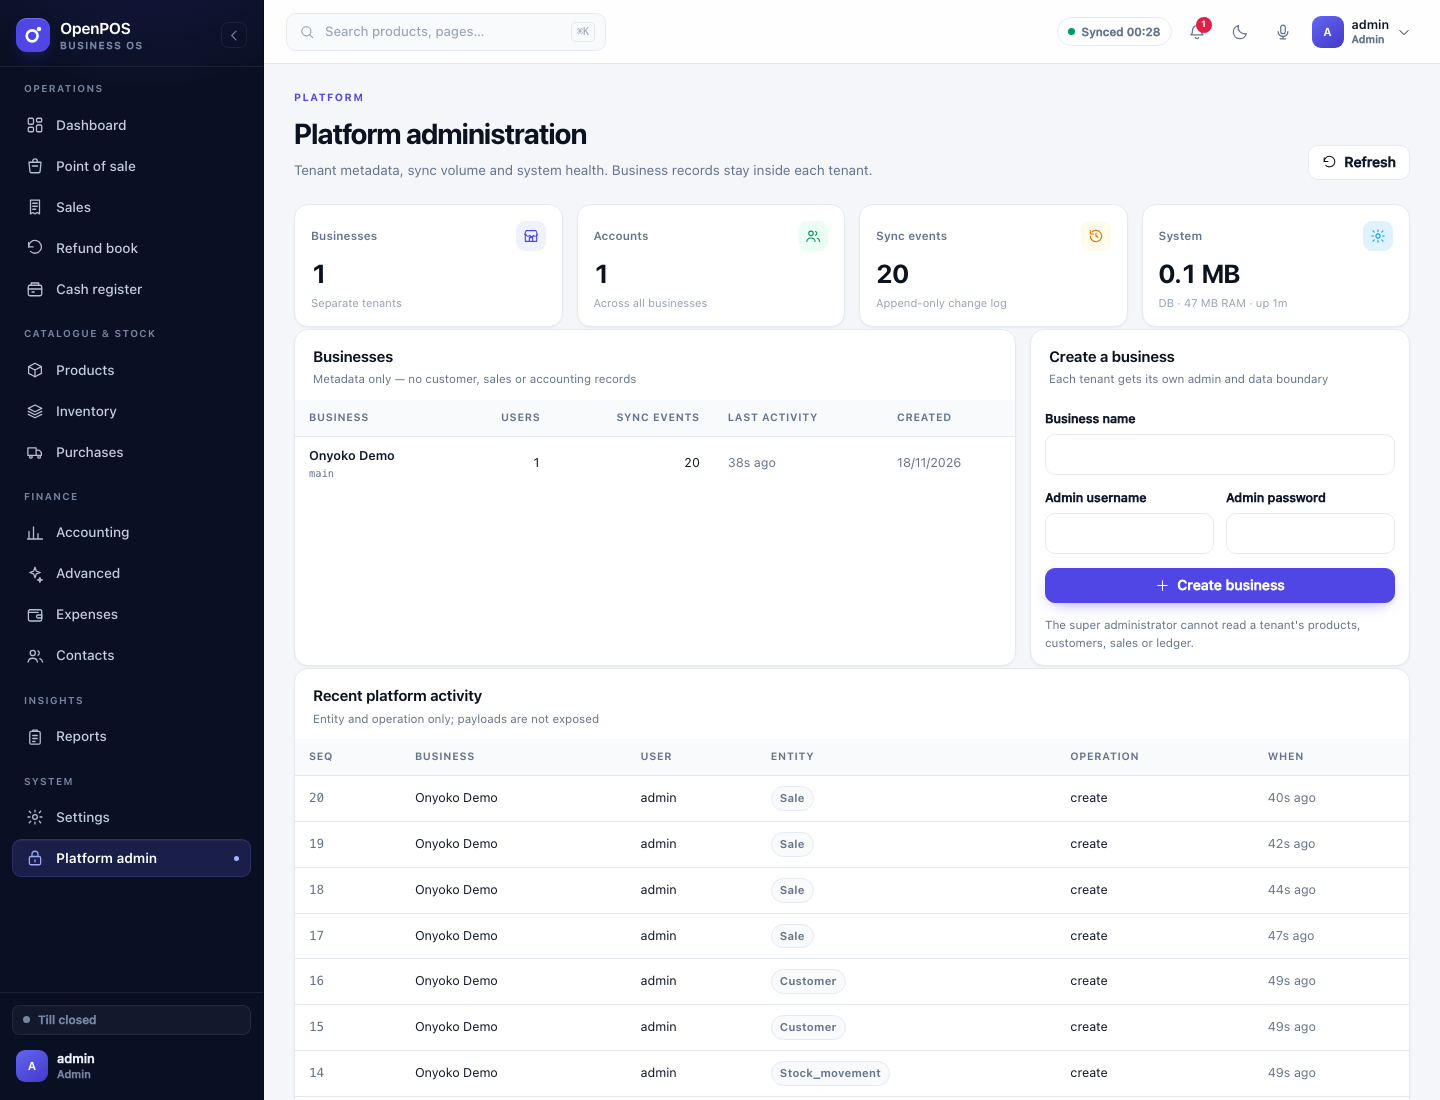 OpenPOS
BUSINESS OS
OPERATIONS
Dashboard
Point of sale
Sales
Refund book
Cash register
CATALOGUE & STOCK
Products
Inventory
Purchases
FINANCE
Accounting
Advanced
Expenses
Contacts
INSIGHTS
Reports
SYSTEM
Settings
Platform admin
Till closed
A
admin
Admin
Search products, pages...
⌘K
Synced 00:28
1
A
admin
Admin
PLATFORM
Platform administration
Tenant metadata, sync volume and system health. Business records stay inside each tenant.
Refresh
Businesses
1
Separate tenants
Accounts
1
Across all businesses
Sync events
20
Append-only change log
System
0.1 MB
DB · 47 MB RAM · up 1m
Businesses
Metadata only — no customer, sales or accounting records
BUSINESS USERS SYNC EVENTS LAST ACTIVITY CREATED
Onyoko Demo 1 20 38s ago 18/11/2026
main
Create a business
Each tenant gets its own admin and data boundary
Business name
Admin username Admin password
+ Create business
The super administrator cannot read a tenant's products,
customers, sales or ledger.
Recent platform activity
Entity and operation only; payloads are not exposed
SEQ BUSINESS USER ENTITY OPERATION WHEN
20 Onyoko Demo admin Sale create 40s ago
19 Onyoko Demo admin Sale create 42s ago
18 Onyoko Demo admin Sale create 44s ago
17 Onyoko Demo admin Sale create 47s ago
16 Onyoko Demo admin Customer create 49s ago
15 Onyoko Demo admin Customer create 49s ago
14 Onyoko Demo admin Stock_movement create 49s ago